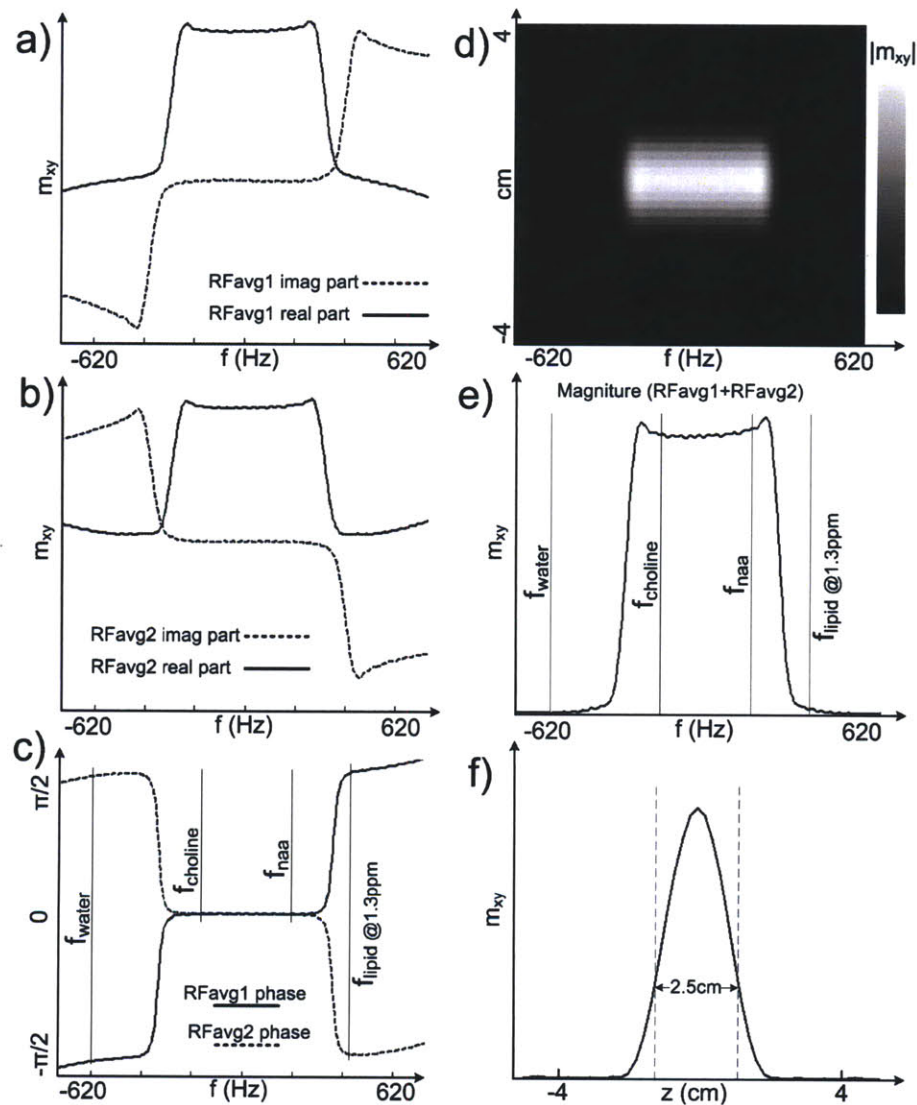 a)
m_xy
RFavg1 imag part
RFavg1 real part
-620
f (Hz)
620
b)
m_xy
RFavg2 imag part
RFavg2 real part
-620
f (Hz)
620
c)
π/2
0
-π/2
f_water
f_choline
f_naa
f_lipid @1.3ppm
RFavg1 phase
RFavg2 phase
-620
f (Hz)
620
d)
4
cm
-4
-620
f (Hz)
620
|m_xy|
e)
Magniture (RFavg1+RFavg2)
m_xy
f_water
f_choline
f_naa
f_lipid @1.3ppm
-620
f (Hz)
620
f)
m_xy
2.5cm
-4
z (cm)
4